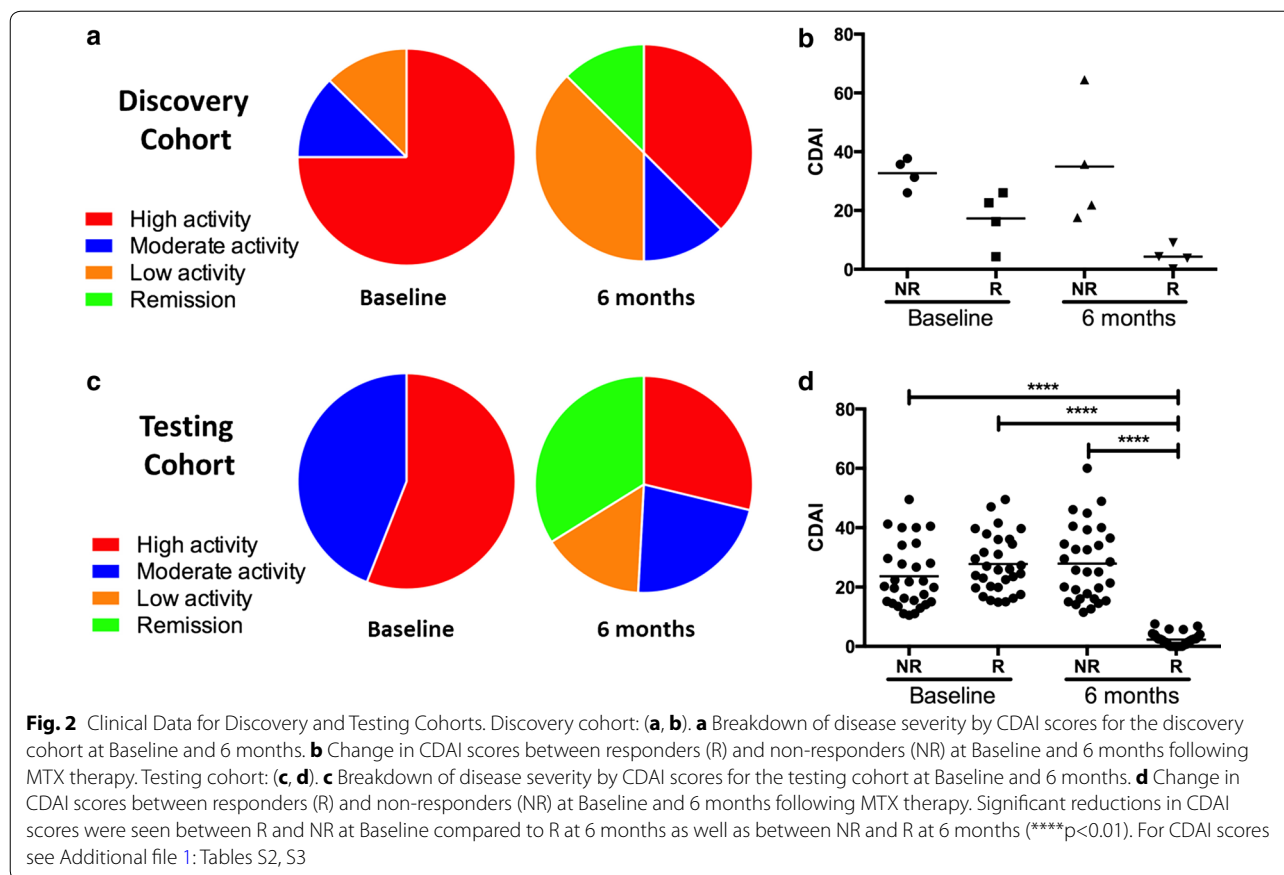 a
Discovery
Cohort
High activity
Moderate activity
Low activity
Remission
Baseline
6 months
b
CDAI
80
60
40
20
0
NR
R
NR
R
Baseline
6 months
c
Testing
Cohort
High activity
Moderate activity
Low activity
Remission
Baseline
6 months
d
****
****
****
CDAI
80
60
40
20
0
NR
R
NR
R
Baseline
6 months
Fig. 2 Clinical Data for Discovery and Testing Cohorts. Discovery cohort: (a, b). a Breakdown of disease severity by CDAI scores for the discovery
cohort at Baseline and 6 months. b Change in CDAI scores between responders (R) and non-responders (NR) at Baseline and 6 months following
MTX therapy. Testing cohort: (c, d). c Breakdown of disease severity by CDAI scores for the testing cohort at Baseline and 6 months. d Change in
CDAI scores between responders (R) and non-responders (NR) at Baseline and 6 months following MTX therapy. Significant reductions in CDAI
scores were seen between R and NR at Baseline compared to R at 6 months as well as between NR and R at 6 months (****p<0.01). For CDAI scores
see Additional file 1: Tables S2, S3